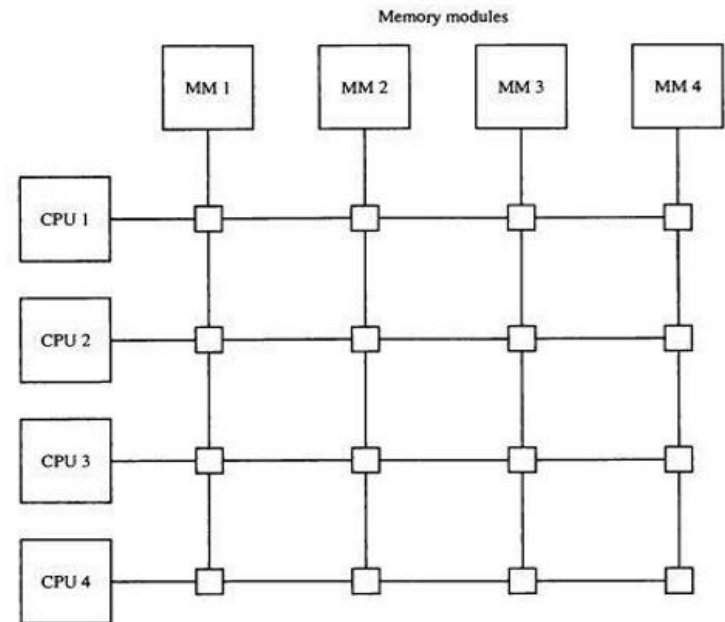 Memory modules
MM 1
MM 2
MM 3
MM 4
CPU 1
CPU 2
CPU 3
CPU 4